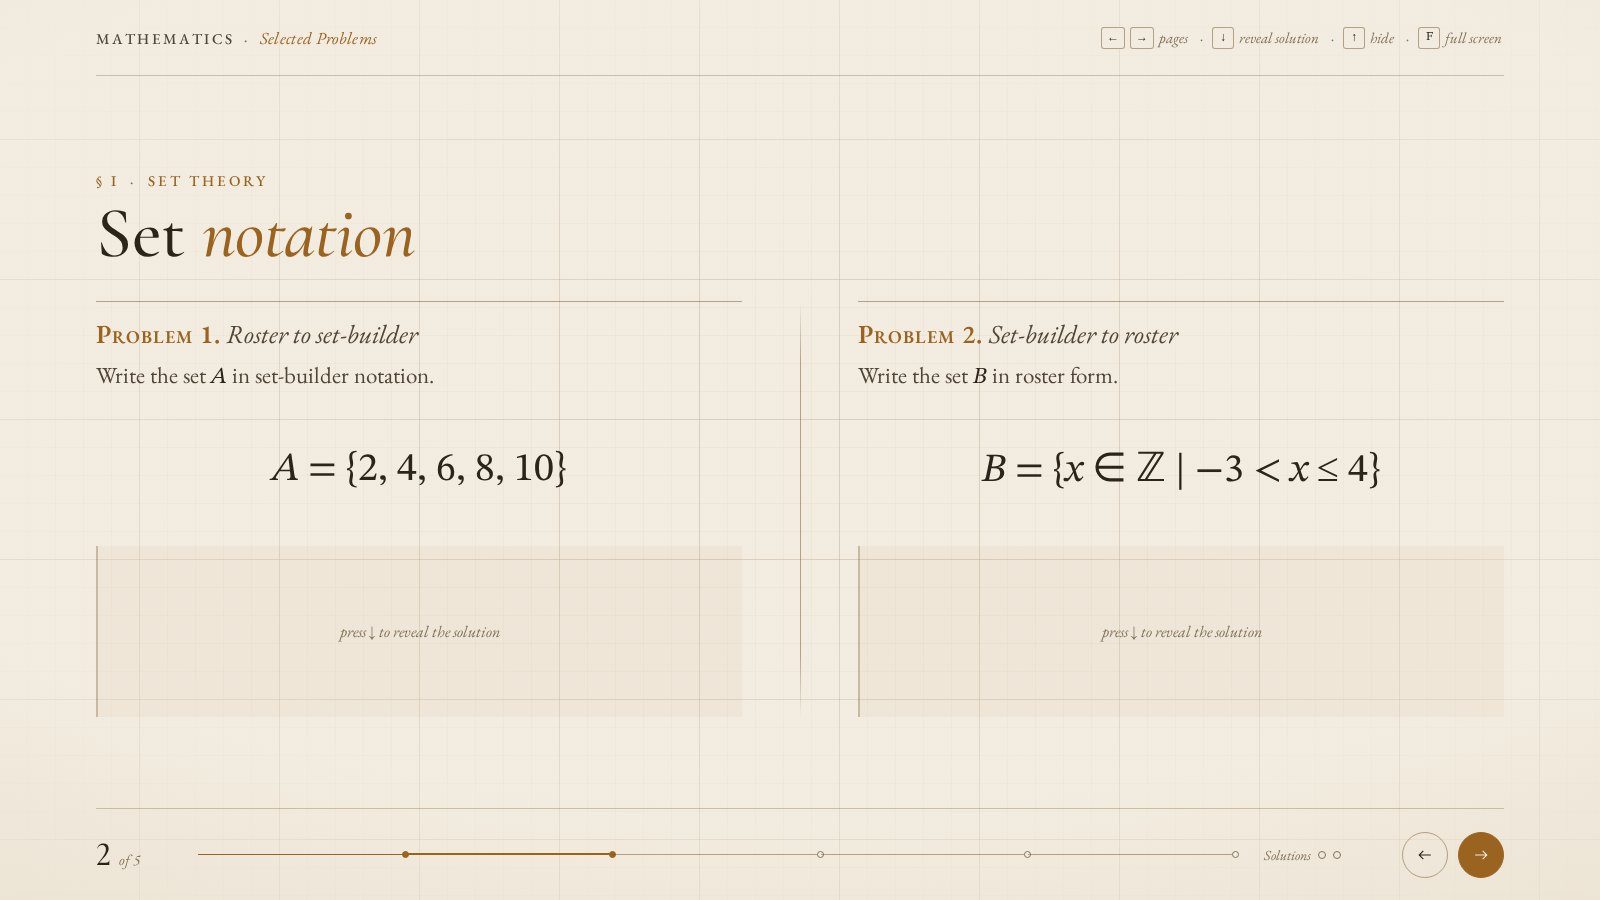 MATHEMATICS · Selected Problems
← → pages · ↓ reveal solution · ↑ hide · F full screen
§ I · SET THEORY
Set notation
PROBLEM 1. Roster to set-builder
Write the set A in set-builder notation.
A = {2, 4, 6, 8, 10}
press ↓ to reveal the solution
PROBLEM 2. Set-builder to roster
Write the set B in roster form.
B = {x ∈ ℤ | −3 < x ≤ 4}
press ↓ to reveal the solution
2 of 5
Solutions
← →